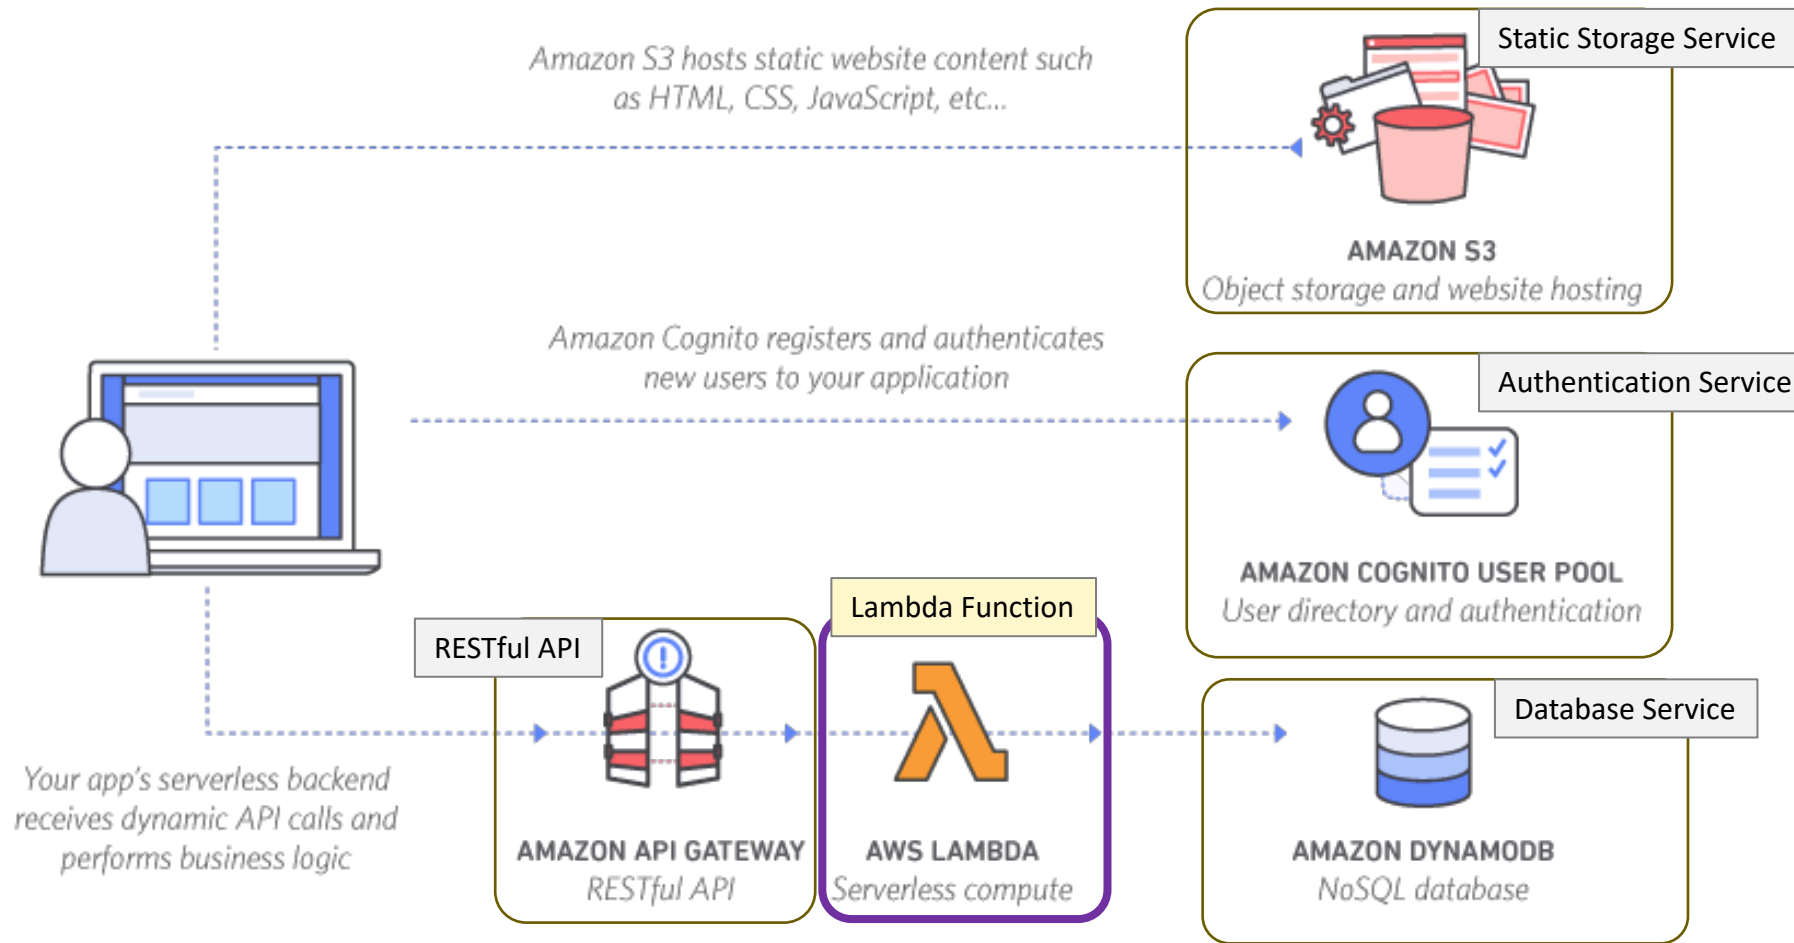 Static Storage Service
Amazon S3 hosts static website content such
as HTML, CSS, JavaScript, etc...
AMAZON S3
Object storage and website hosting
Amazon Cognito registers and authenticates
new users to your application
Authentication Service
AMAZON COGNITO USER POOL
User directory and authentication
Lambda Function
RESTful API
Database Service
Your app's serverless backend
receives dynamic API calls and
performs business logic
AMAZON API GATEWAY
RESTful API
AWS LAMBDA
Serverless compute
AMAZON DYNAMODB
NoSQL database